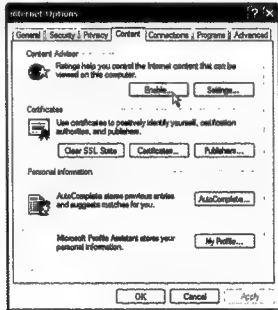 Internet Options
General Security Privacy Content Connections Programs Advanced
Content Advisor
Ratings help you control the Internet content that can be
viewed on this computer.
Enable... Settings...
Certificates
Use certificates to positively identify yourself, certification
authorities, and publishers.
Clear SSL State Certificates... Publishers...
Personal information
AutoComplete stores previous entries
and suggests matches for you.
AutoComplete...
Microsoft Profile Assistant stores your
personal information.
My Profile...
OK Cancel Apply